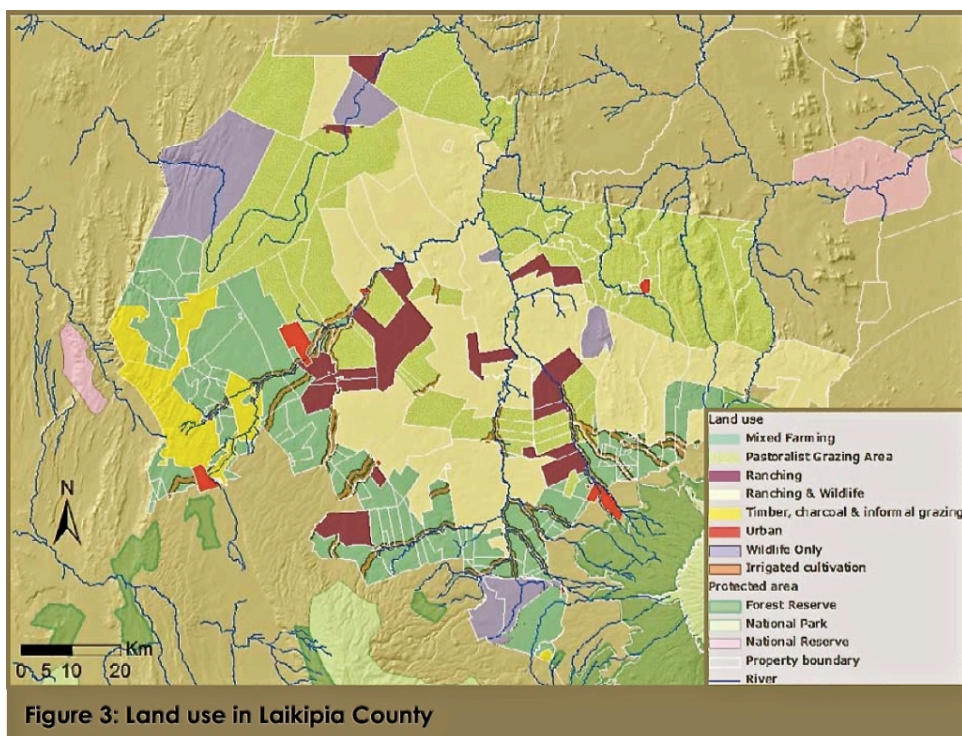 Land use
Mixed Farming
Pastoralist Grazing Area
Ranching
Ranching & Wildlife
Timber, charcoal & informal grazing
Urban
Wildlife Only
Irrigated cultivation
Protected area
Forest Reserve
National Park
National Reserve
Property boundary
River
N
Km
0 5 10 20
Figure 3: Land use in Laikipia County